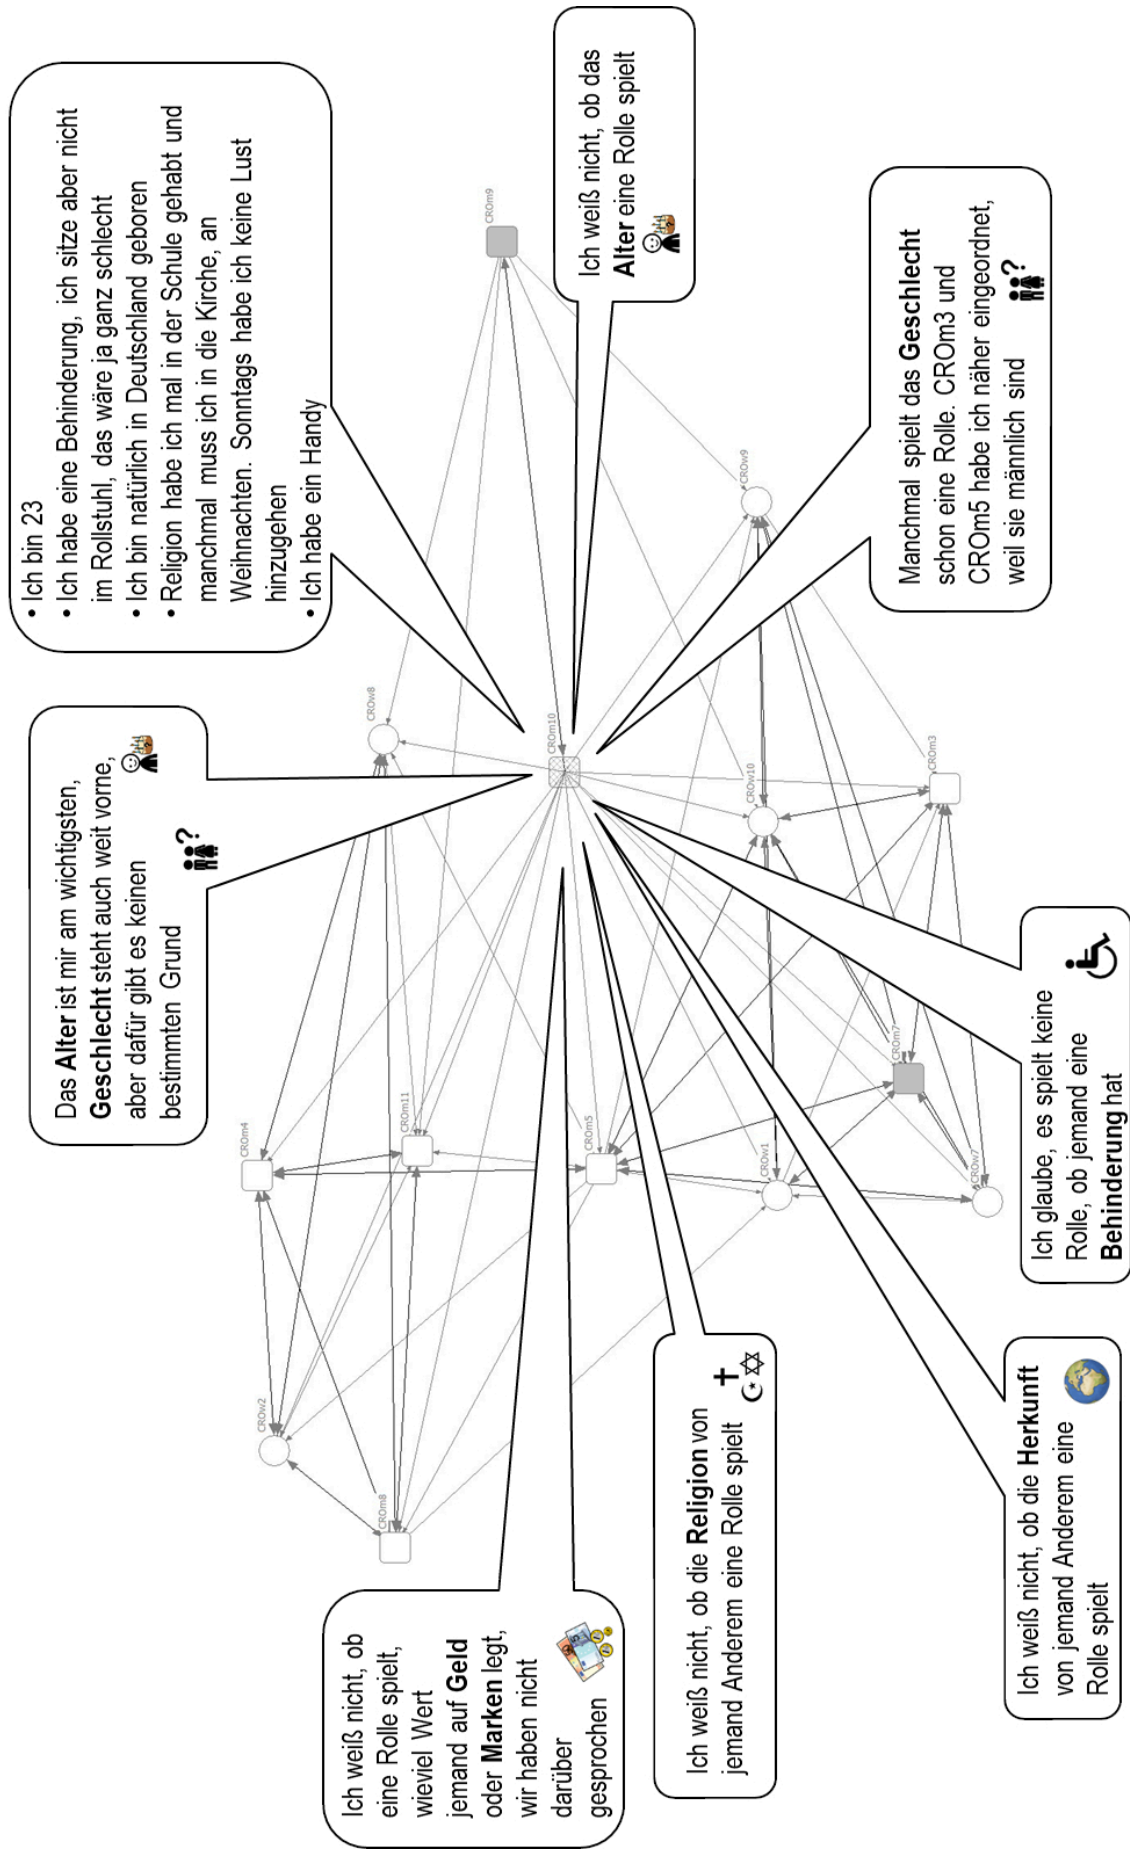 Ich weiß nicht, ob
eine Rolle spielt,
wieviel Wert
jemand auf Geld
oder Marken legt,
wir haben nicht
darüber
gesprochen
Das Alter ist mir am wichtigsten,
Geschlecht steht auch weit vorne,
aber dafür gibt es keinen
bestimmten Grund
?
• Ich bin 23
• Ich habe eine Behinderung, ich sitze aber nicht
im Rollstuhl, das wäre ja ganz schlecht
• Ich bin natürlich in Deutschland geboren
• Religion habe ich mal in der Schule gehabt und
manchmal muss ich in die Kirche, an
Weihnachten. Sonntags habe ich keine Lust
hinzugehen
• Ich habe ein Handy
Ich weiß nicht, ob die Religion von
jemand Anderem eine Rolle spielt
Ich weiß nicht, ob das
Alter eine Rolle spielt
Ich weiß nicht, ob die Herkunft
von jemand Anderem eine
Rolle spielt
Ich glaube, es spielt keine
Rolle, ob jemand eine
Behinderung hat
Manchmal spielt das Geschlecht
schon eine Rolle. CROm3 und
CROm5 habe ich näher eingeordnet,
weil sie männlich sind
?
CROw2
CROm4
CROm8
CROm11
CROw8
CROm9
CROm10
CROm5
CROw1
CROw10
CROw9
CROm7
CROm3
CROw7